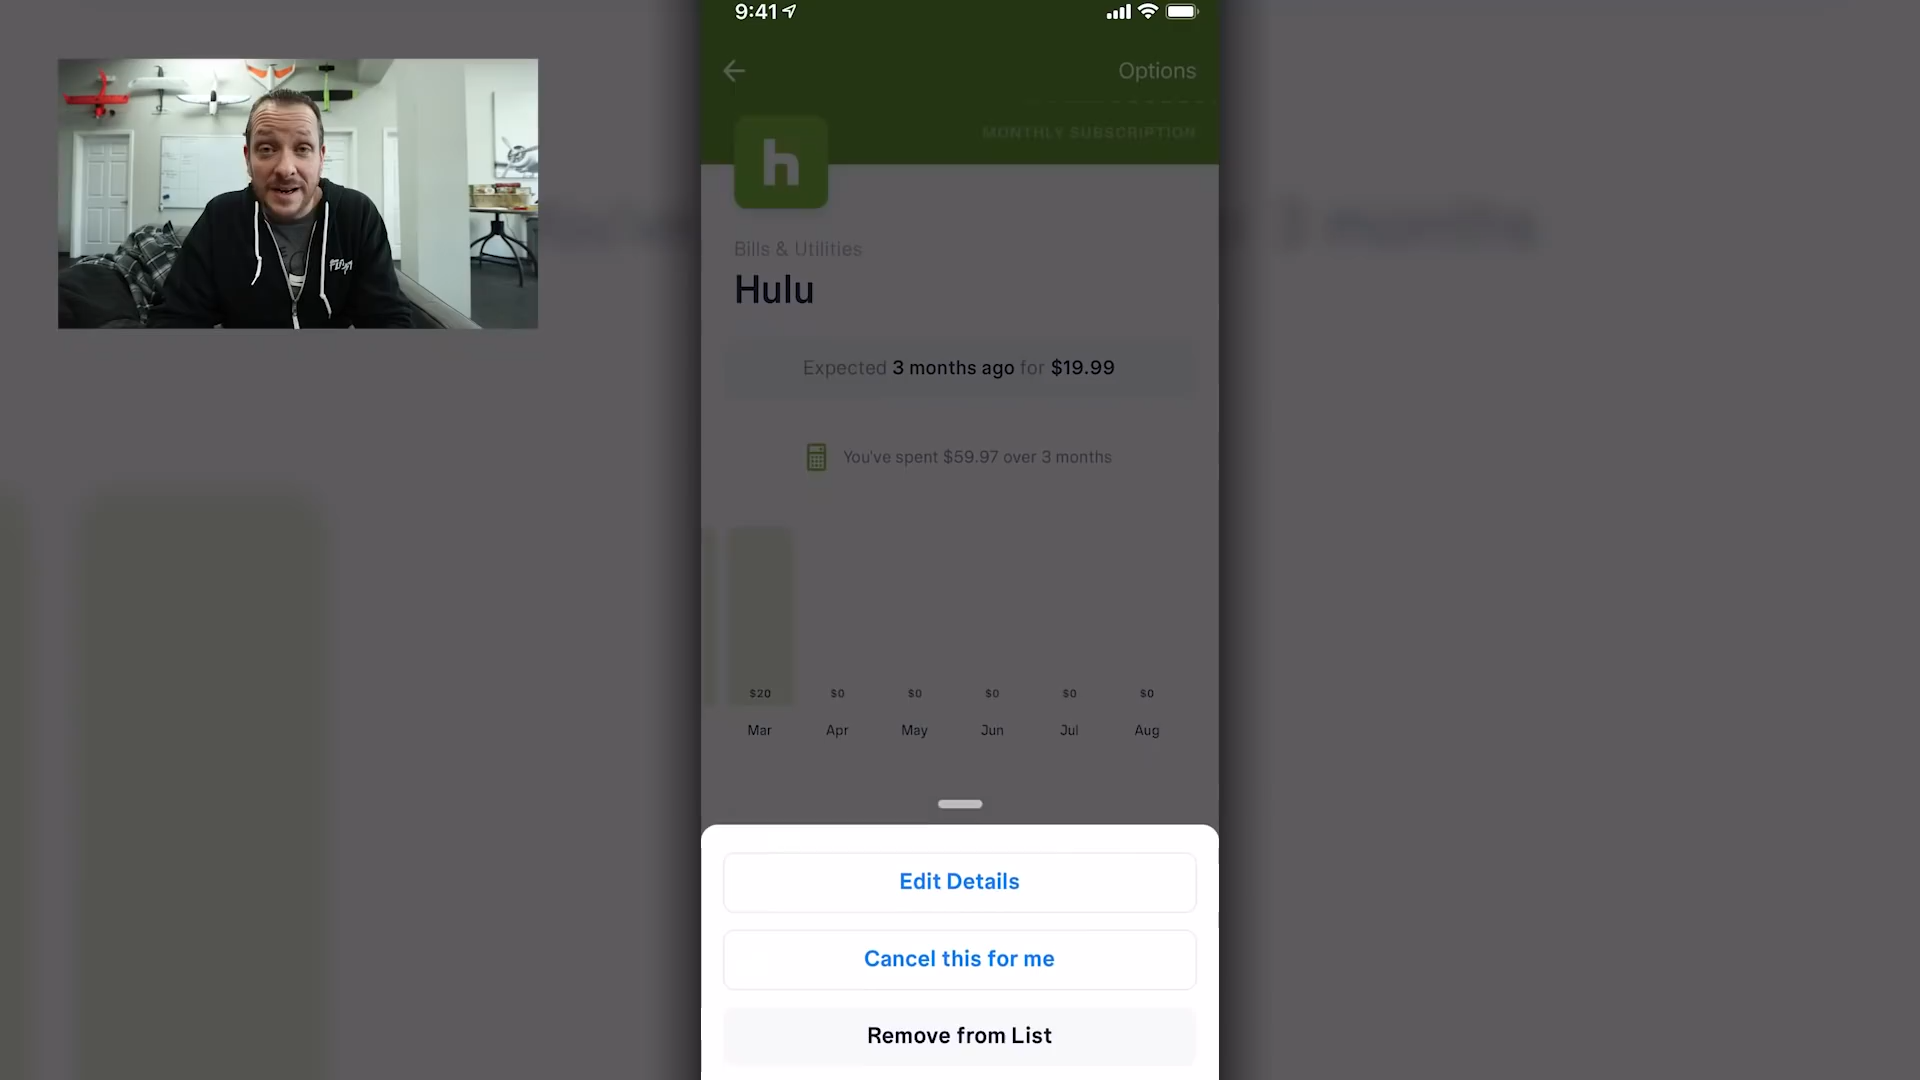 9:41
Options
MONTHLY SUBSCRIPTION
h
Bills & Utilities
Hulu
Expected 3 months ago for $19.99
You've spent $59.97 over 3 months
3 months
$20 $0 $0 $0 $0 $0
Mar Apr May Jun Jul Aug
Edit Details
Cancel this for me
Remove from List